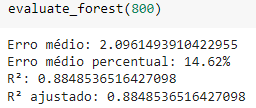 evaluate_forest(800)
Erro médio: 2.0961493910422955
Erro médio percentual: 14.62%
R²: 0.8848536516427098
R² ajustado: 0.8848536516427098